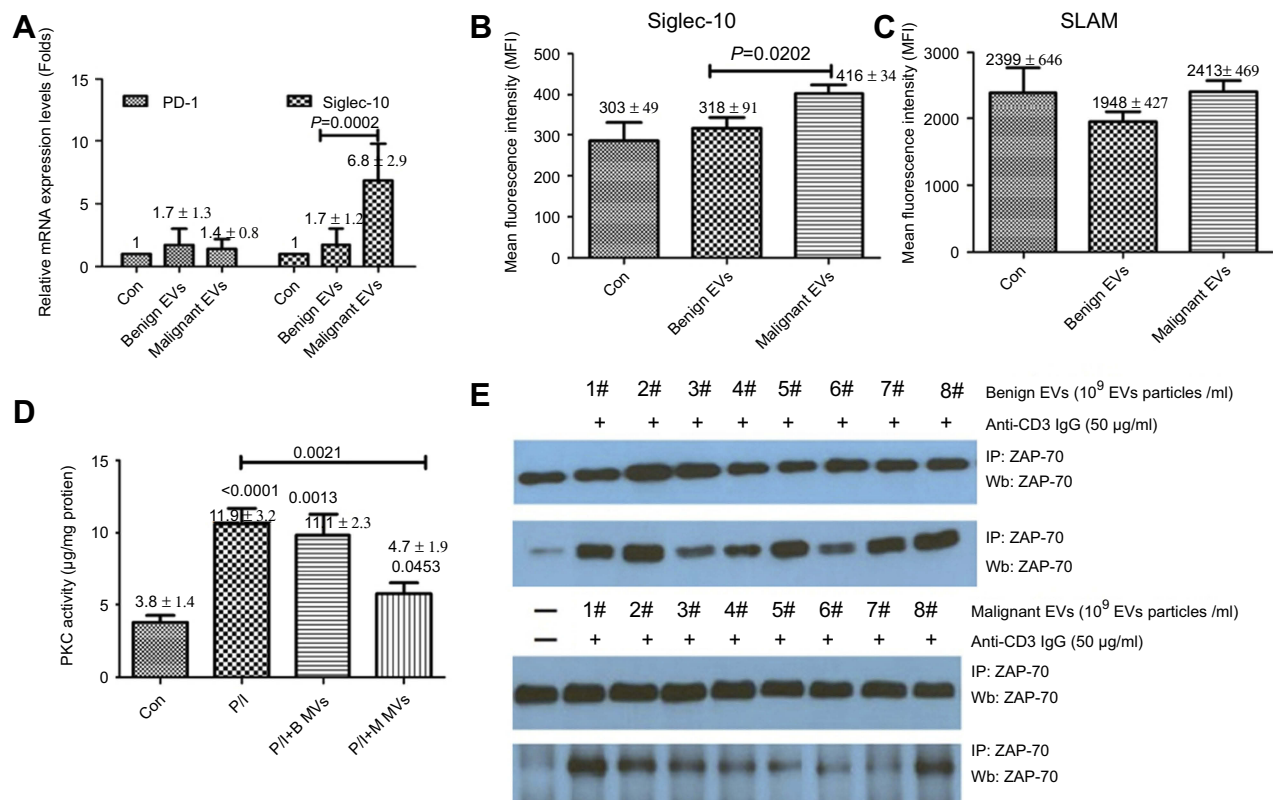 A
Relative mRNA expression levels (Folds)
15
10
5
0
PD-1
Siglec-10
P=0.0002
1
1.7 ± 1.3
1.4 ± 0.8
1
1.7 ± 1.2
6.8 ± 2.9
Con
Benign EVs
Malignant EVs
Con
Benign EVs
Malignant EVs
B
Siglec-10
Mean fluorescence intensity (MFI)
500
400
300
200
100
0
P=0.0202
303 ± 49
318 ± 91
416 ± 34
Con
Benign EVs
Malignant EVs
C
SLAM
Mean fluorescence intensity (MFI)
3000
2000
1000
0
2399 ± 646
1948 ± 427
2413± 469
Con
Benign EVs
Malignant EVs
D
PKC activity (µg/mg protien)
15
10
5
0
0.0021
<0.0001
0.0013
11.9 ± 3.2
11.1 ± 2.3
4.7 ± 1.9
0.0453
3.8 ± 1.4
Con
P/I
P/I+B MVs
P/I+M MVs
E
1# 2# 3# 4# 5# 6# 7# 8# Benign EVs (10⁹ EVs particles /ml)
+ + + + + + + + Anti-CD3 IgG (50 µg/ml)
IP: ZAP-70
Wb: ZAP-70
IP: ZAP-70
Wb: ZAP-70
— 1# 2# 3# 4# 5# 6# 7# 8# Malignant EVs (10⁹ EVs particles /ml)
— + + + + + + + + Anti-CD3 IgG (50 µg/ml)
IP: ZAP-70
Wb: ZAP-70
IP: ZAP-70
Wb: ZAP-70